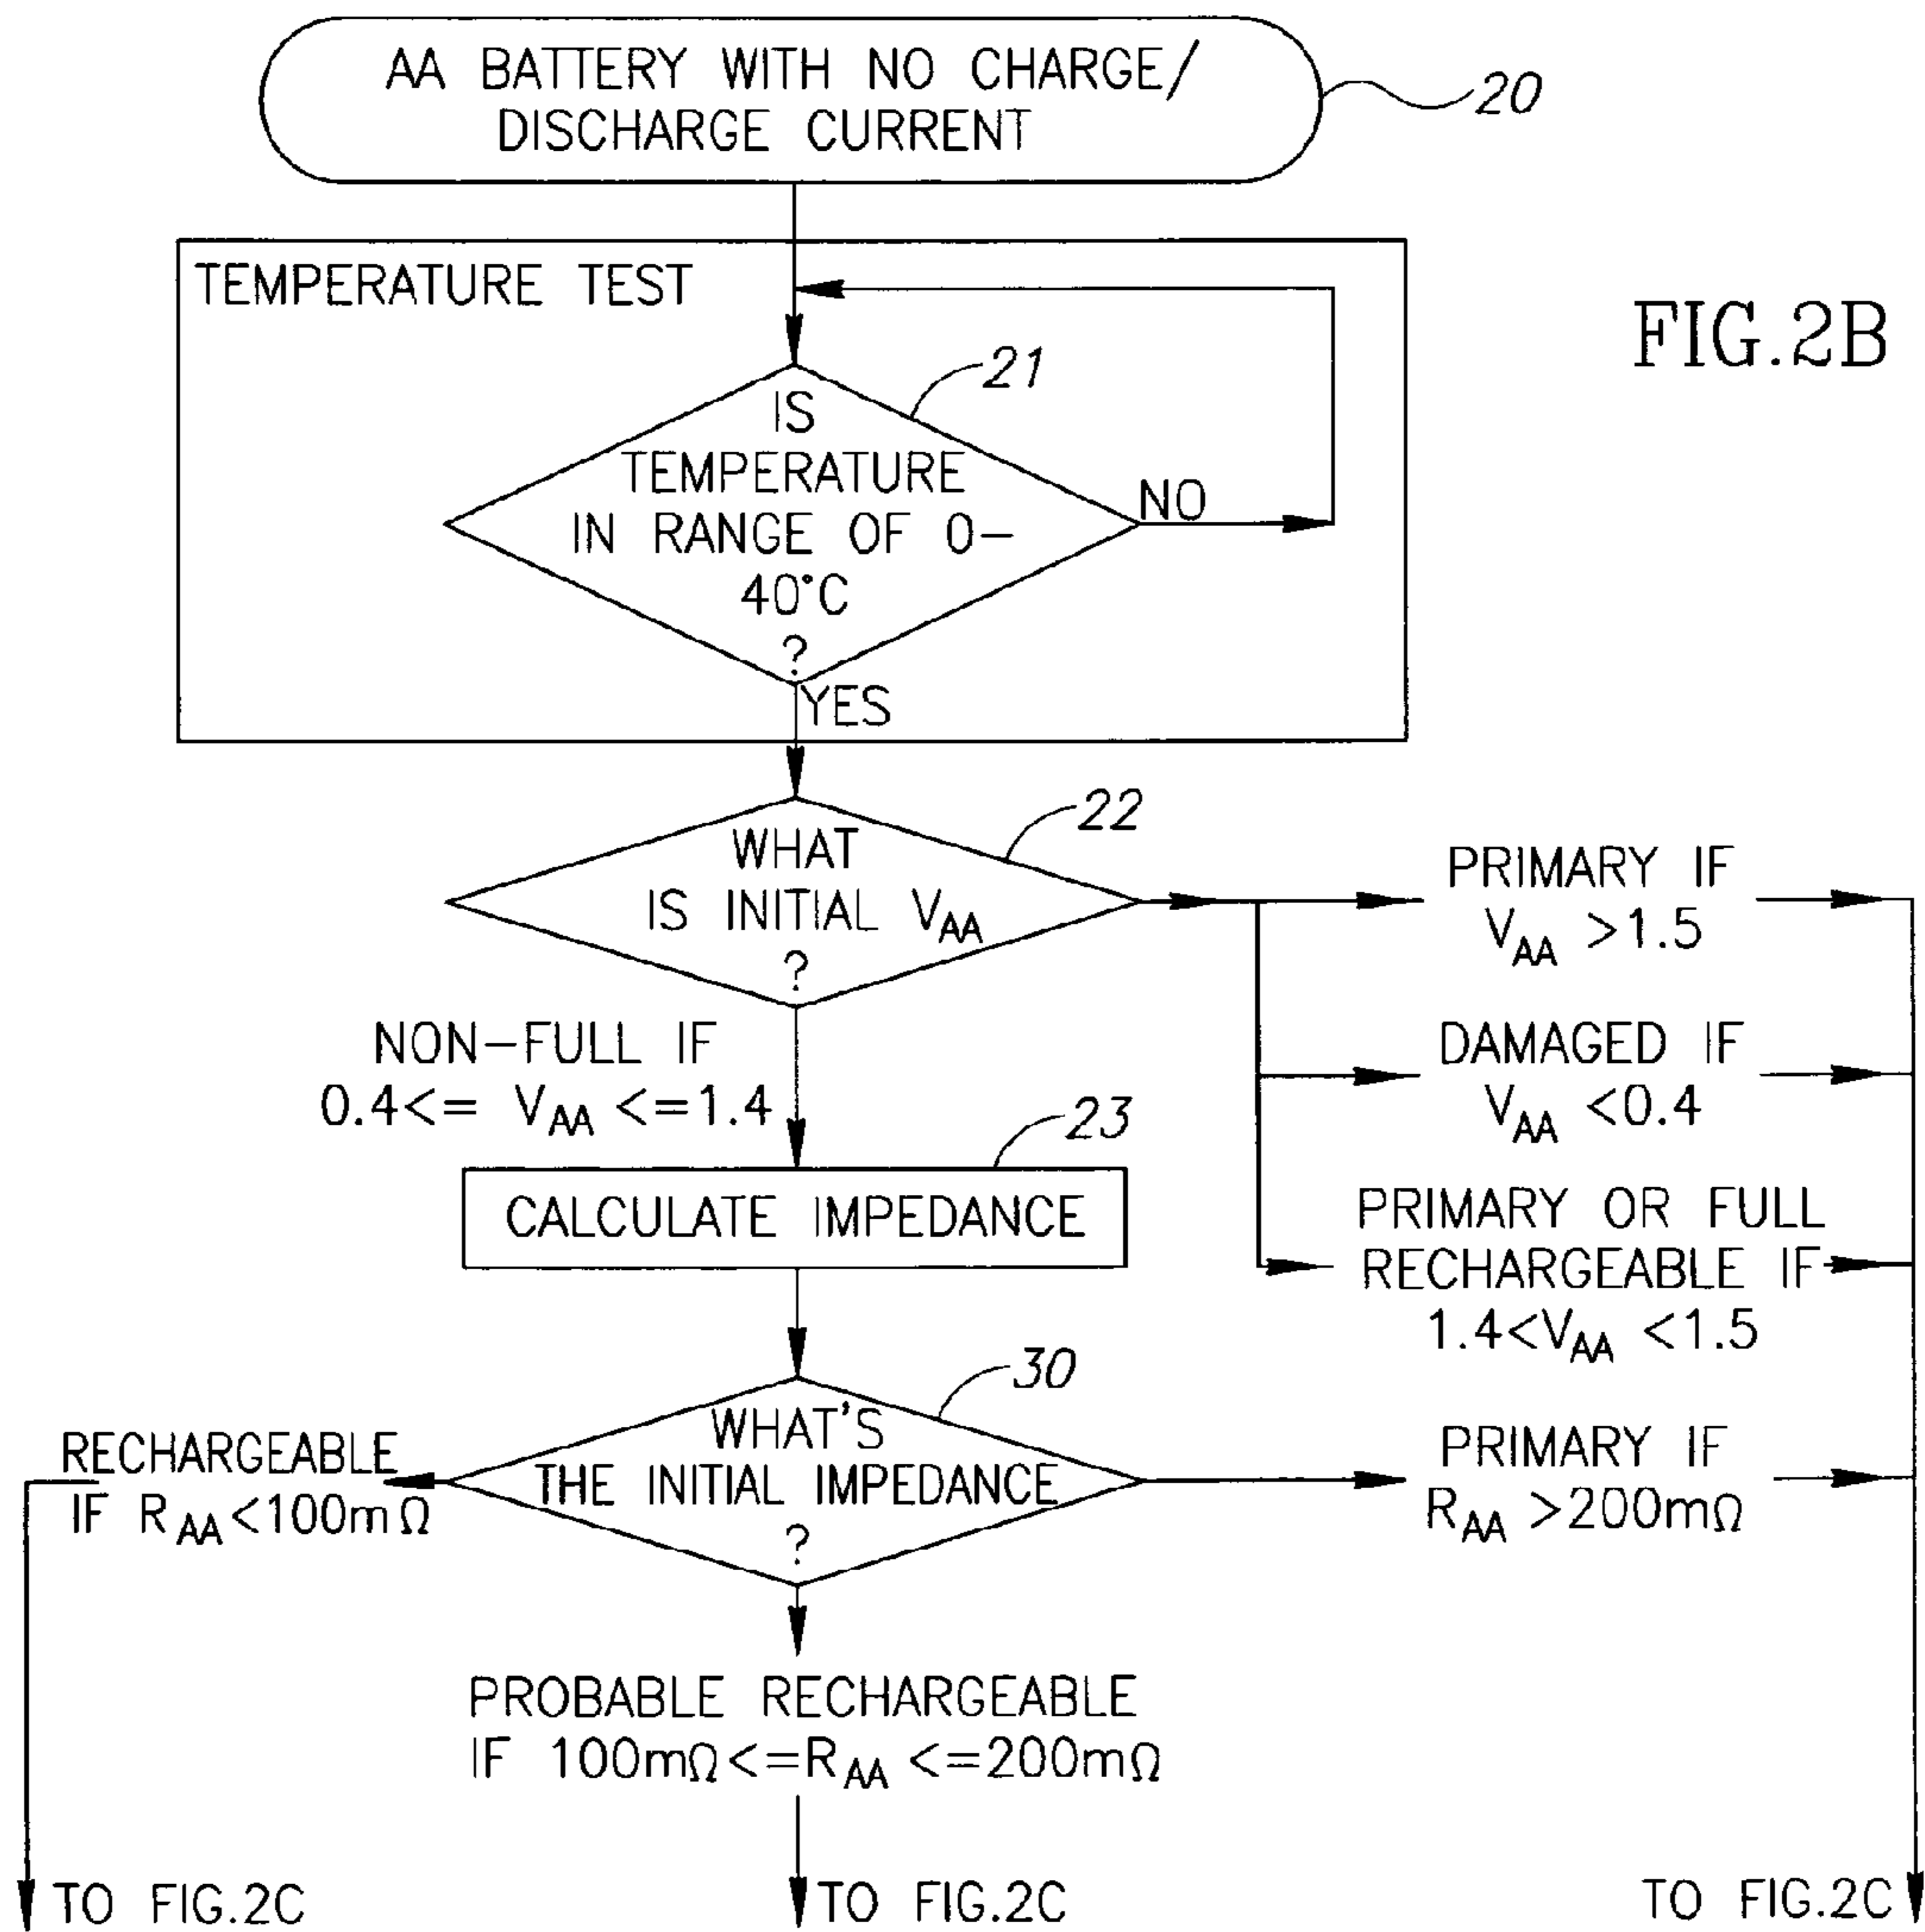 AA BATTERY WITH NO CHARGE/
DISCHARGE CURRENT
20
TEMPERATURE TEST
FIG.2B
21
IS
TEMPERATURE
IN RANGE OF 0–
40°C
?
NO
YES
22
WHAT
IS INITIAL VAA
?
PRIMARY IF
VAA >1.5
DAMAGED IF
VAA <0.4
PRIMARY OR FULL
RECHARGEABLE IF
1.4<VAA <1.5
NON–FULL IF
0.4<= VAA <=1.4
23
CALCULATE IMPEDANCE
30
WHAT'S
THE INITIAL IMPEDANCE
?
RECHARGEABLE
IF RAA<100mΩ
PRIMARY IF
RAA >200mΩ
PROBABLE RECHARGEABLE
IF 100mΩ<=RAA <=200mΩ
TO FIG.2C
TO FIG.2C
TO FIG.2C